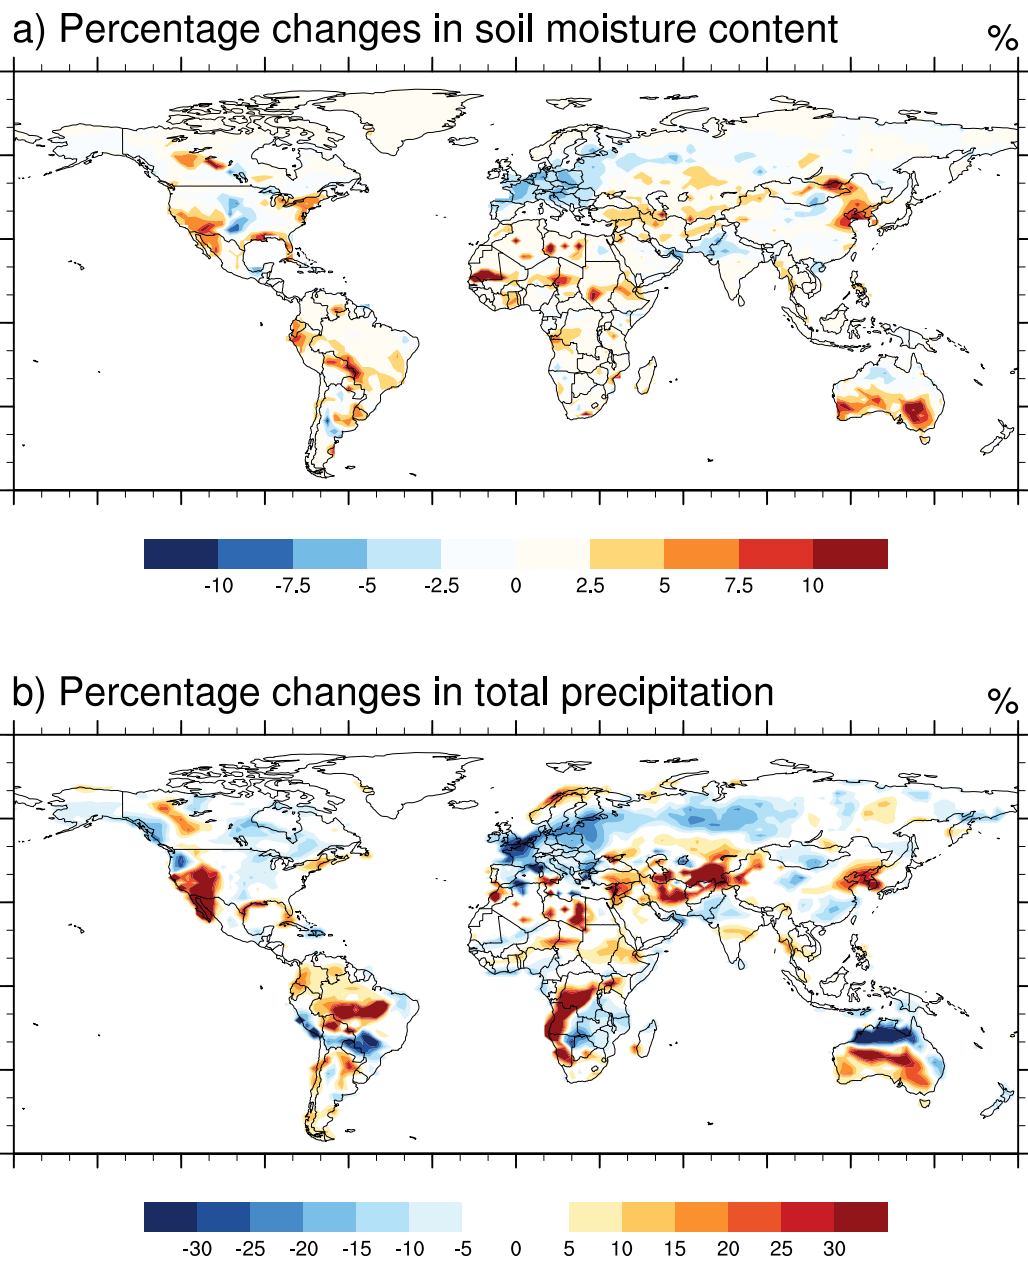 a) Percentage changes in soil moisture content %
-10 -7.5 -5 -2.5 0 2.5 5 7.5 10
b) Percentage changes in total precipitation %
-30 -25 -20 -15 -10 -5 0 5 10 15 20 25 30